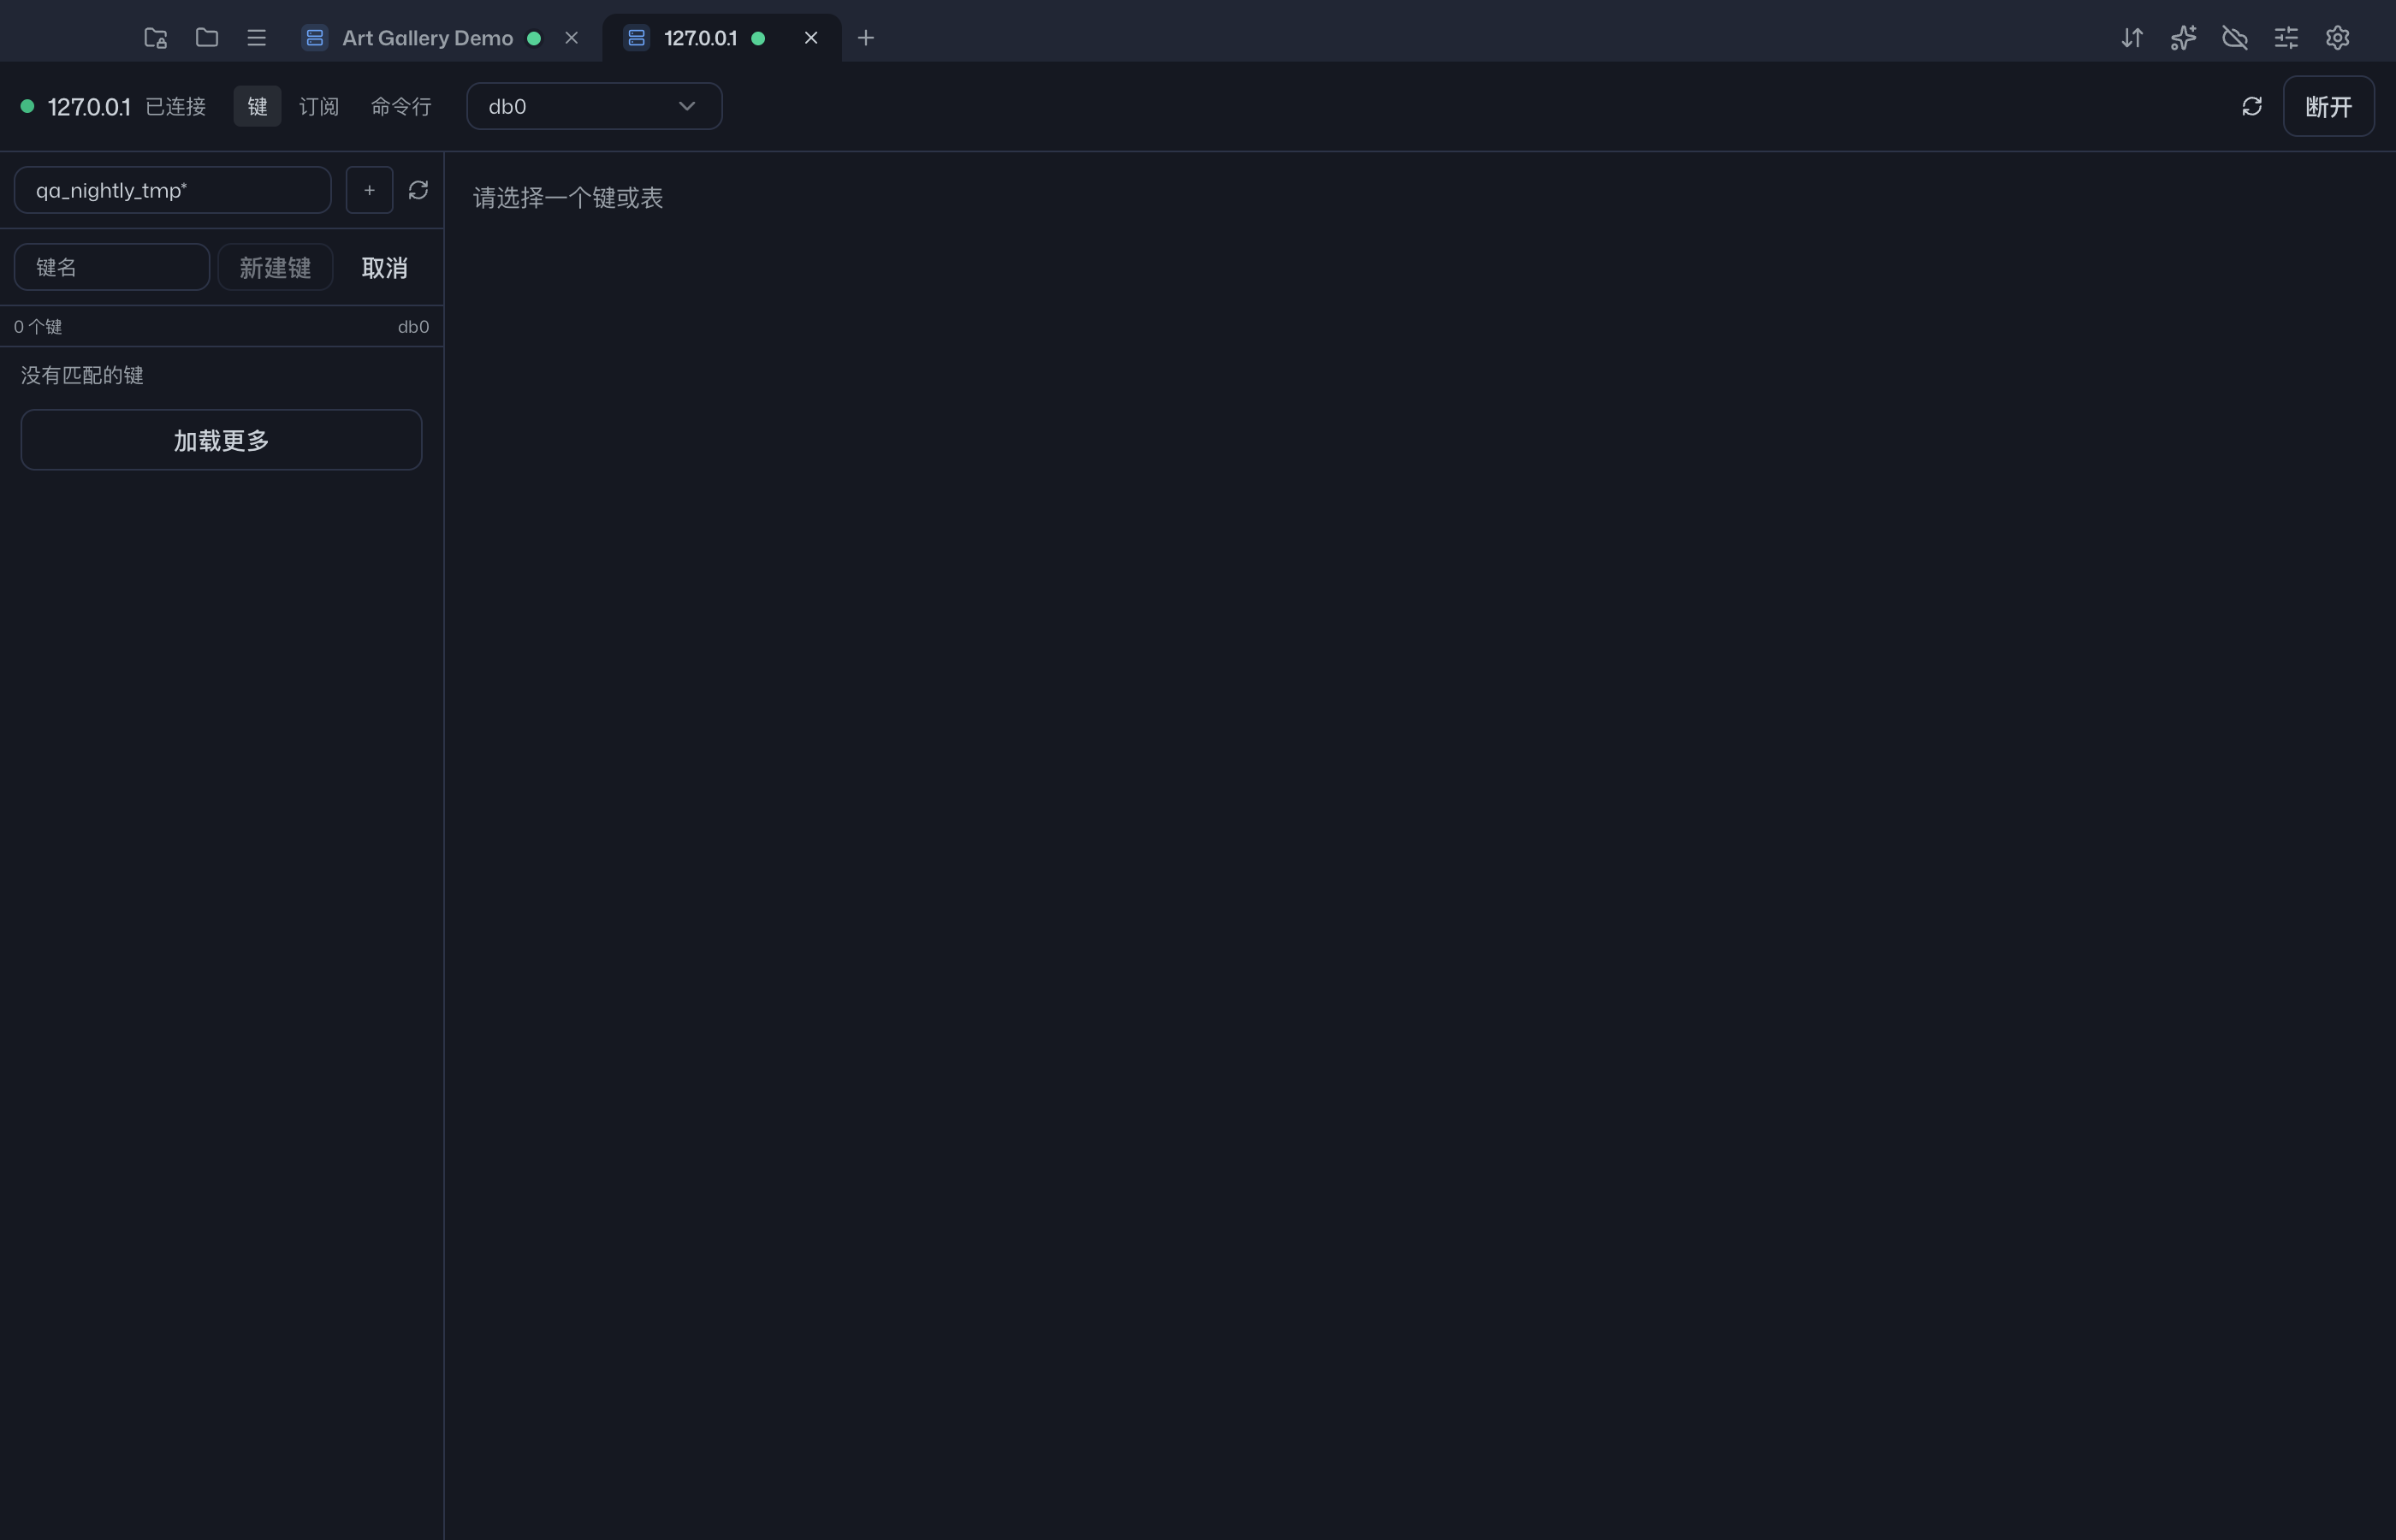 Art Gallery Demo
127.0.0.1
127.0.0.1 已连接 键 订阅 命令行 db0 断开
qa_nightly_tmp* +
键名 新建键 取消
0 个键 db0
没有匹配的键
加载更多
请选择一个键或表